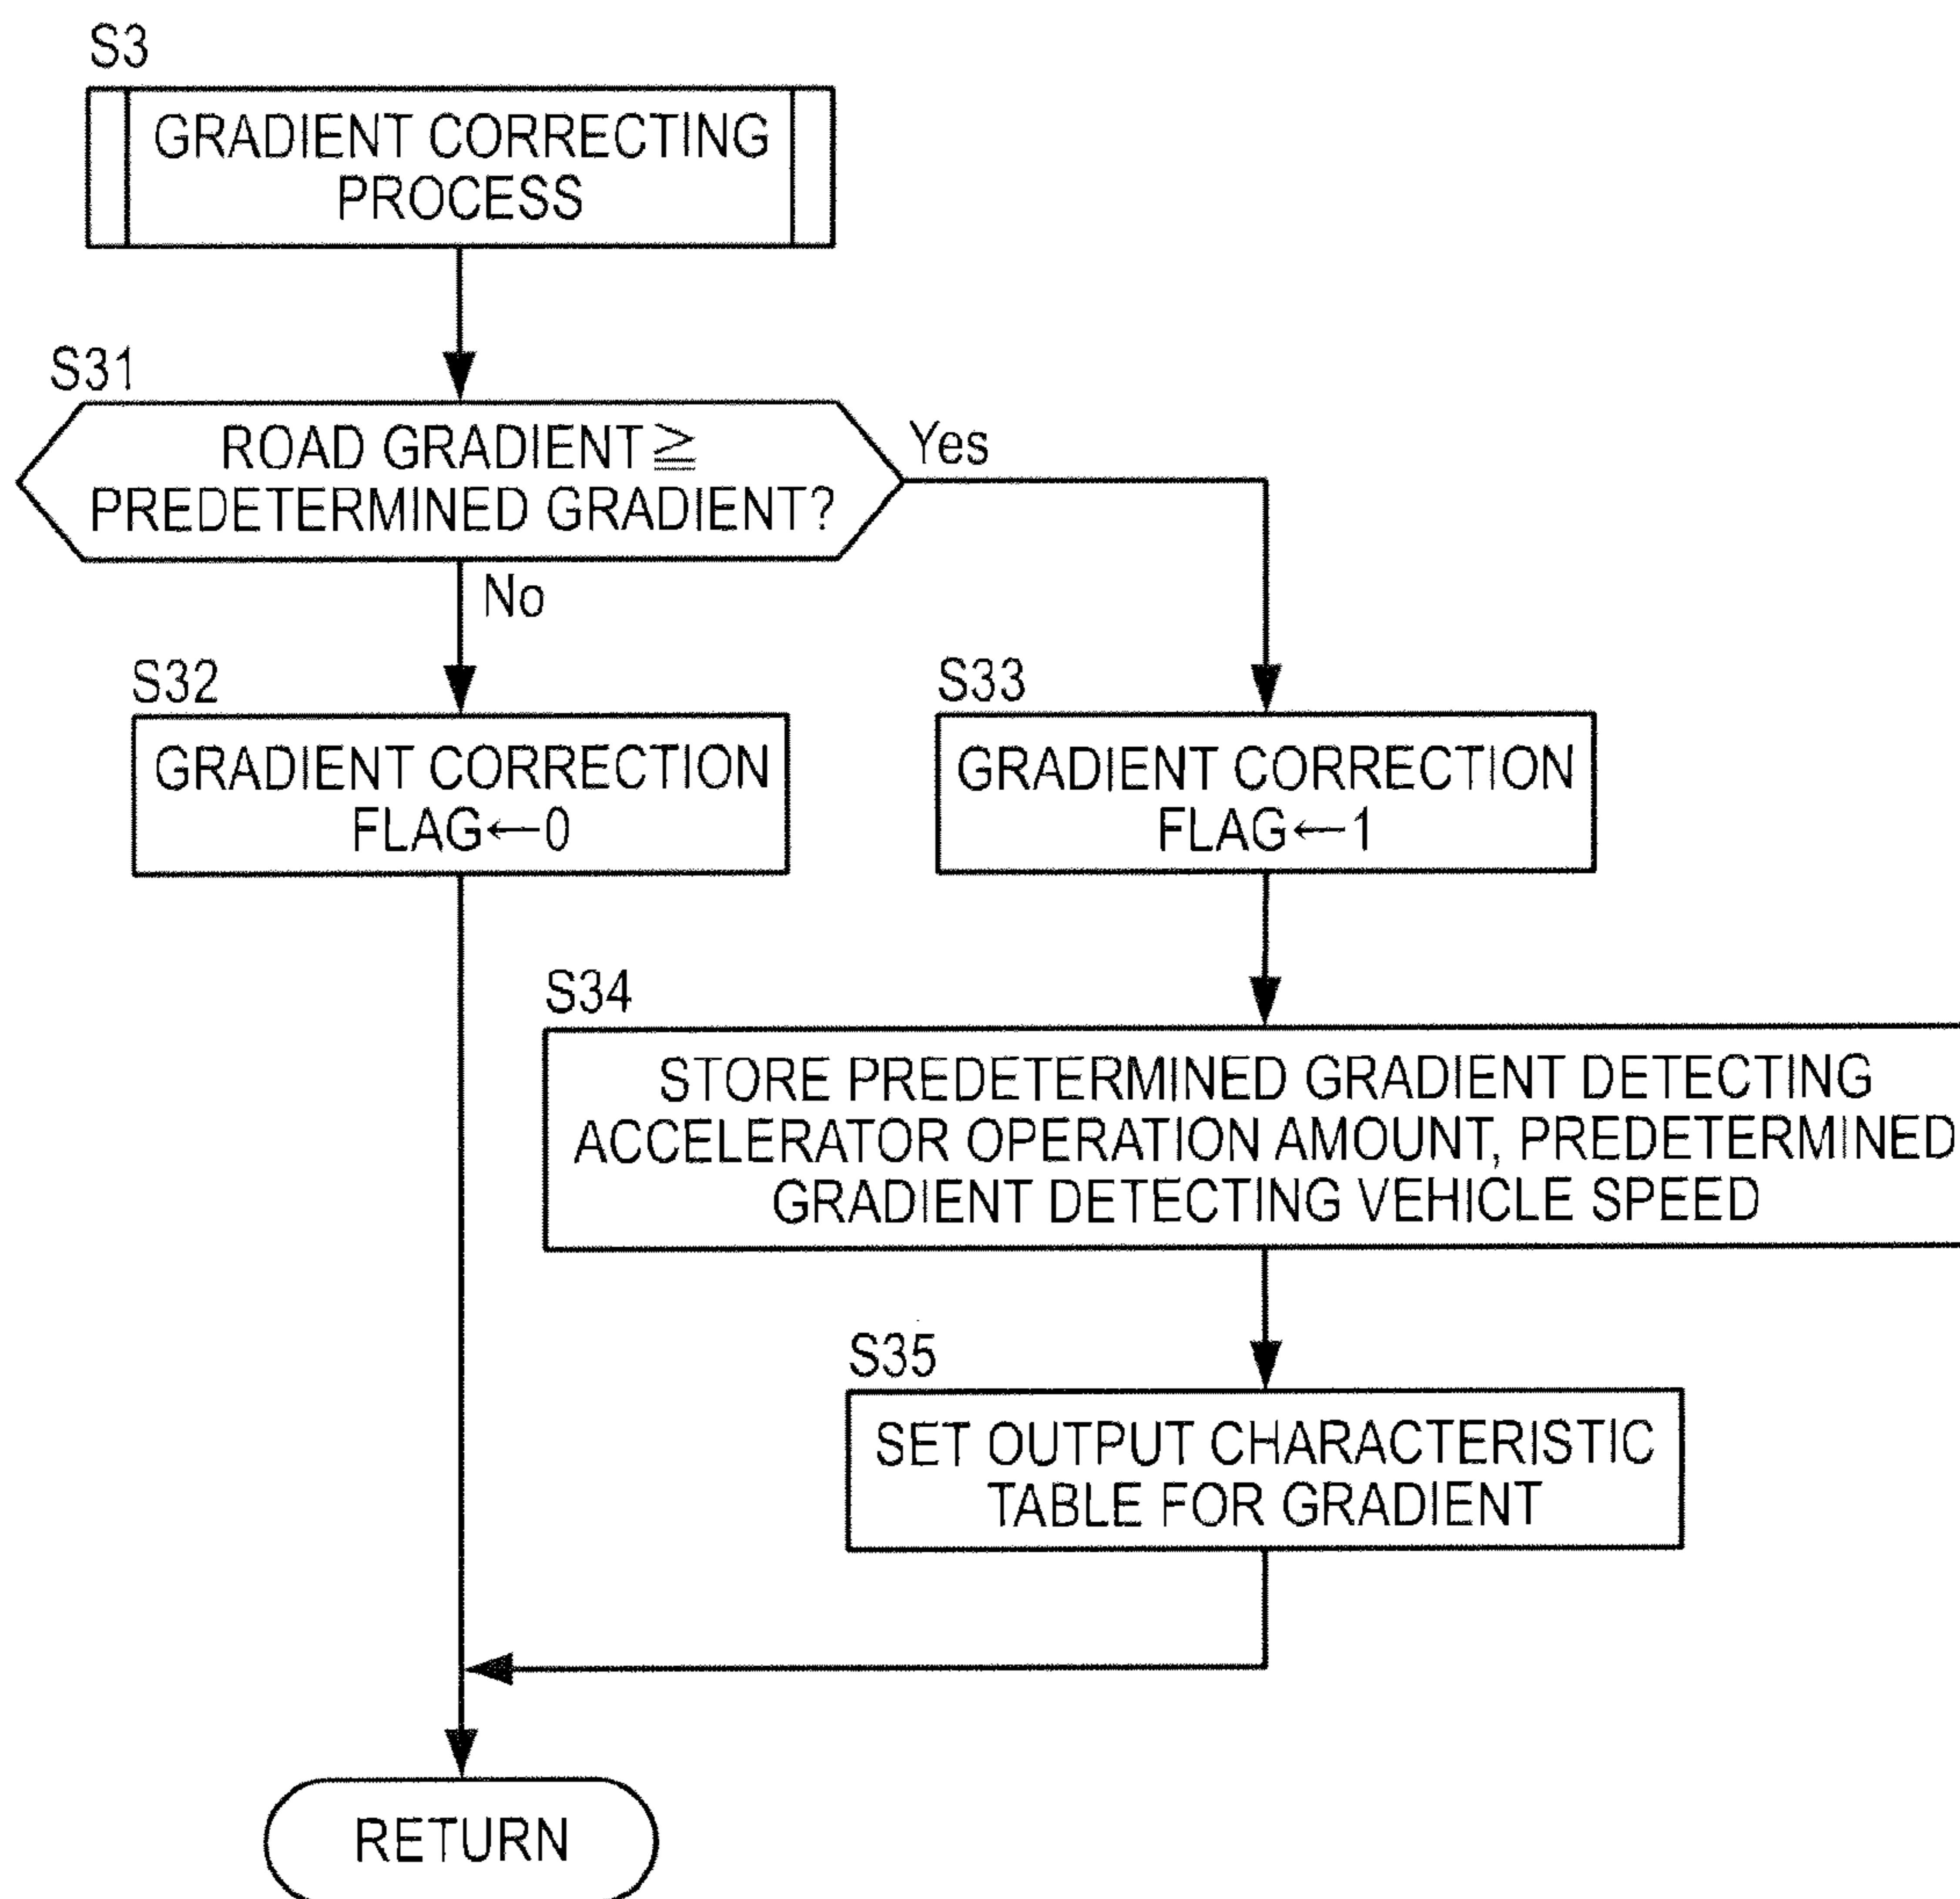 S3
GRADIENT CORRECTING
PROCESS
S31
ROAD GRADIENT≧
PREDETERMINED GRADIENT?
Yes
No
S32
GRADIENT CORRECTION
FLAG←0
S33
GRADIENT CORRECTION
FLAG←1
S34
STORE PREDETERMINED GRADIENT DETECTING
ACCELERATOR OPERATION AMOUNT, PREDETERMINED
GRADIENT DETECTING VEHICLE SPEED
S35
SET OUTPUT CHARACTERISTIC
TABLE FOR GRADIENT
RETURN